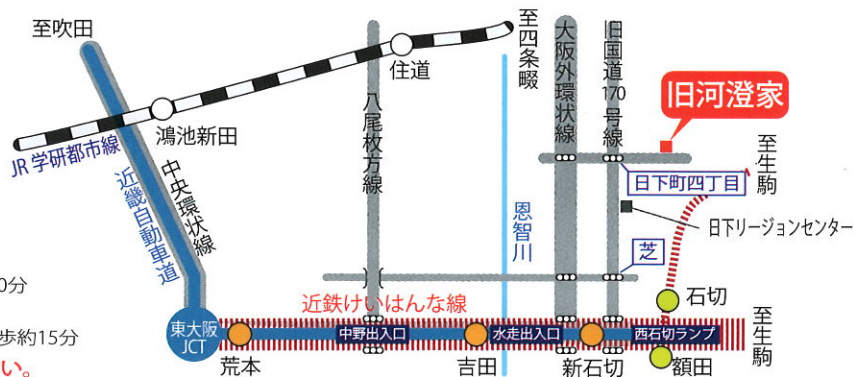 至吹田
住道
至四条畷
大阪外環状線
旧国道170号線
旧河澄家
鴻池新田
JR学研都市線
近畿自動車道
中央環状線
八尾枚方線
恩智川
至生駒
日下町四丁目
日下リージョンセンター
芝
0分
近鉄けいはんな線
石切
歩約15分
い。
東大阪
JCT
中野出入口
水走出入口
西石切ランプ
至生駒
荒本
吉田
新石切
額田